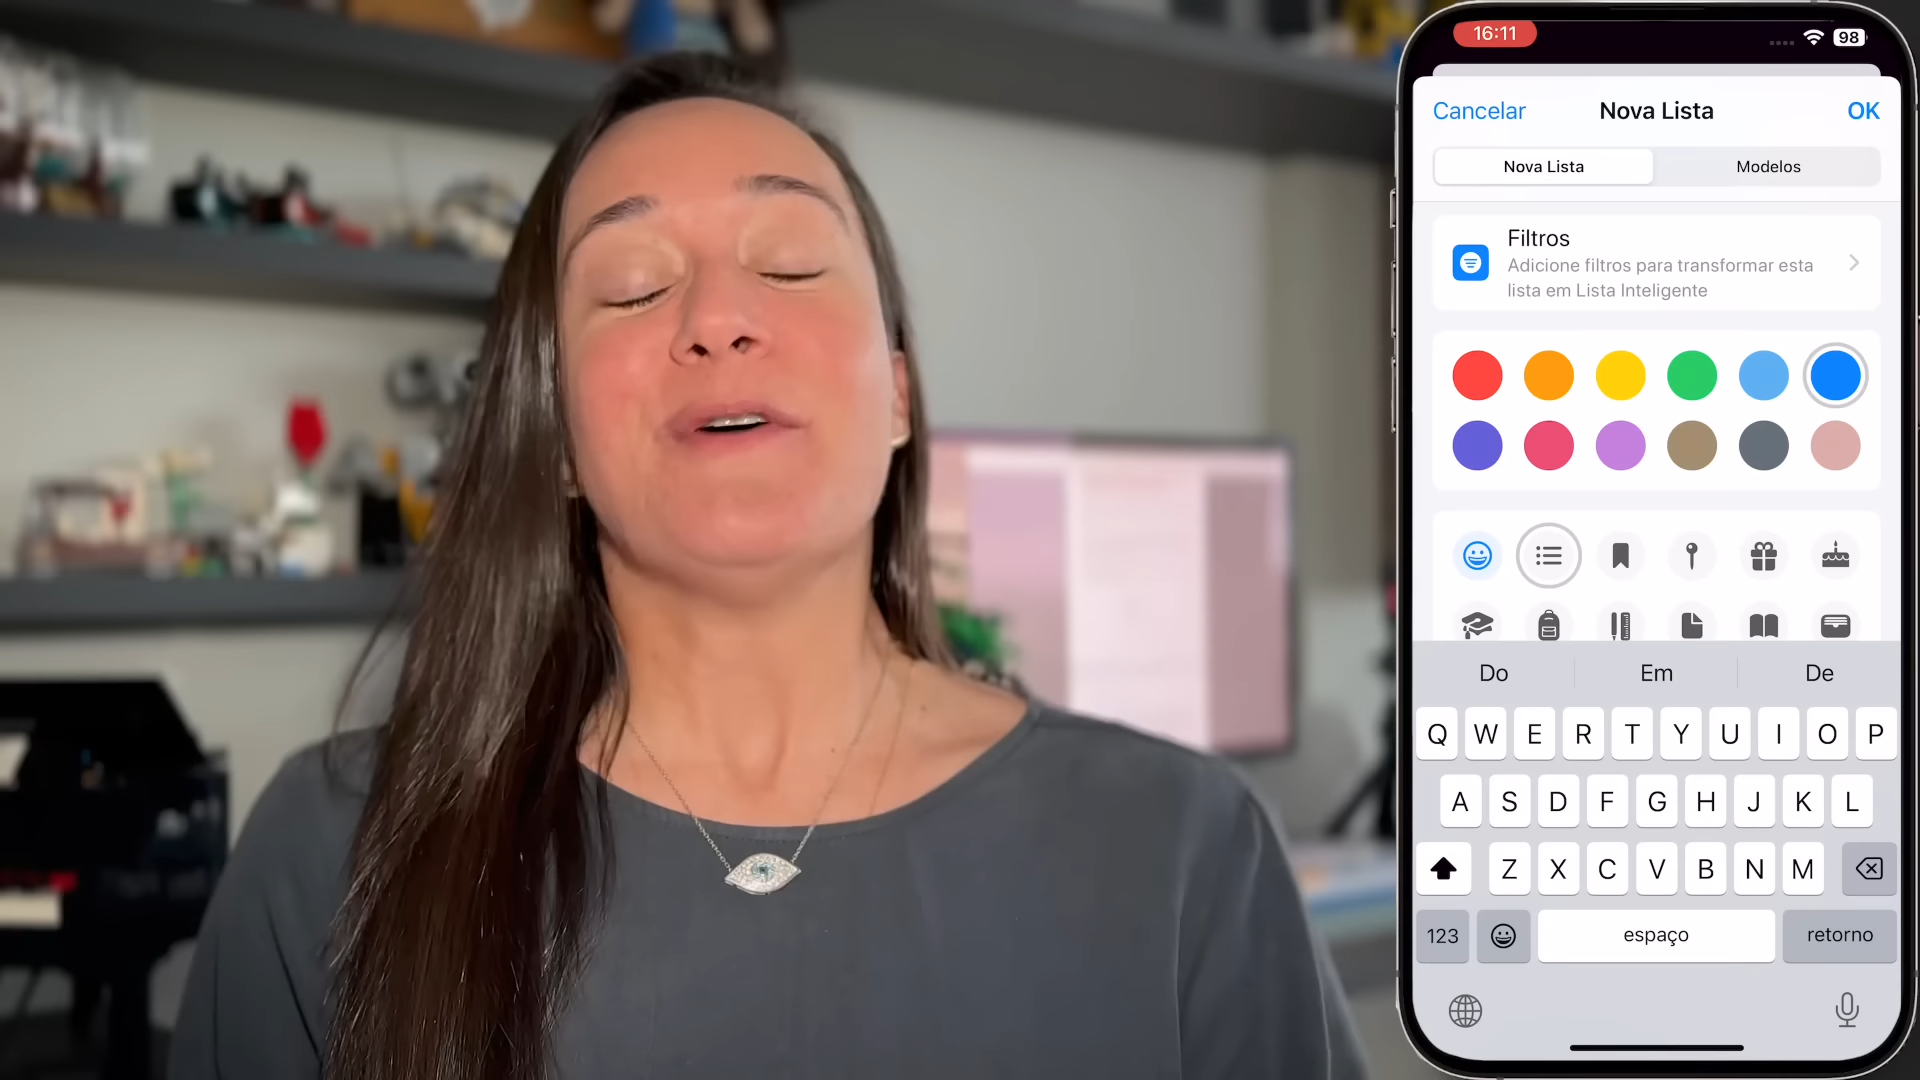 16:11
98
Cancelar
Nova Lista
OK
Nova Lista
Modelos
Filtros
Adicione filtros para transformar esta
lista em Lista Inteligente
Do
Em
De
Q W E R T Y U I O P
A S D F G H J K L
Z X C V B N M
123
espaço
retorno